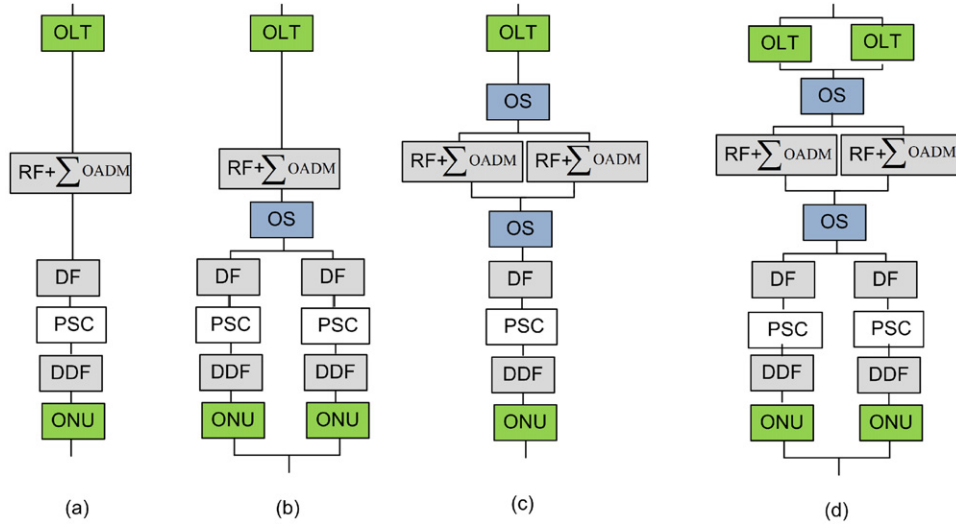 OLT
RF+∑OADM
DF
PSC
DDF
ONU
(a)
OLT
RF+∑OADM
OS
DF DF
PSC PSC
DDF DDF
ONU ONU
(b)
OLT
OS
RF+∑OADM RF+∑OADM
OS
DF
PSC
DDF
ONU
(c)
OLT OLT
OS
RF+∑OADM RF+∑OADM
OS
DF DF
PSC PSC
DDF DDF
ONU ONU
(d)